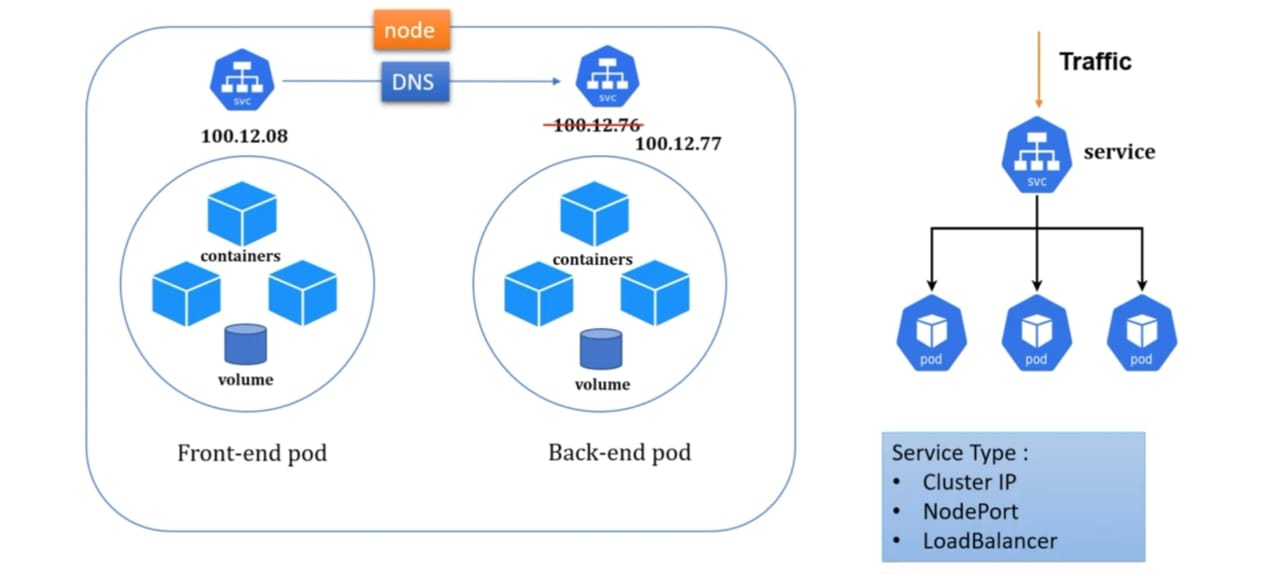 node
DNS
svc
svc
100.12.08
100.12.76
100.12.77
containers
volume
containers
volume
Front-end pod
Back-end pod
Traffic
svc
service
pod
pod
pod
Service Type :
• Cluster IP
• NodePort
• LoadBalancer